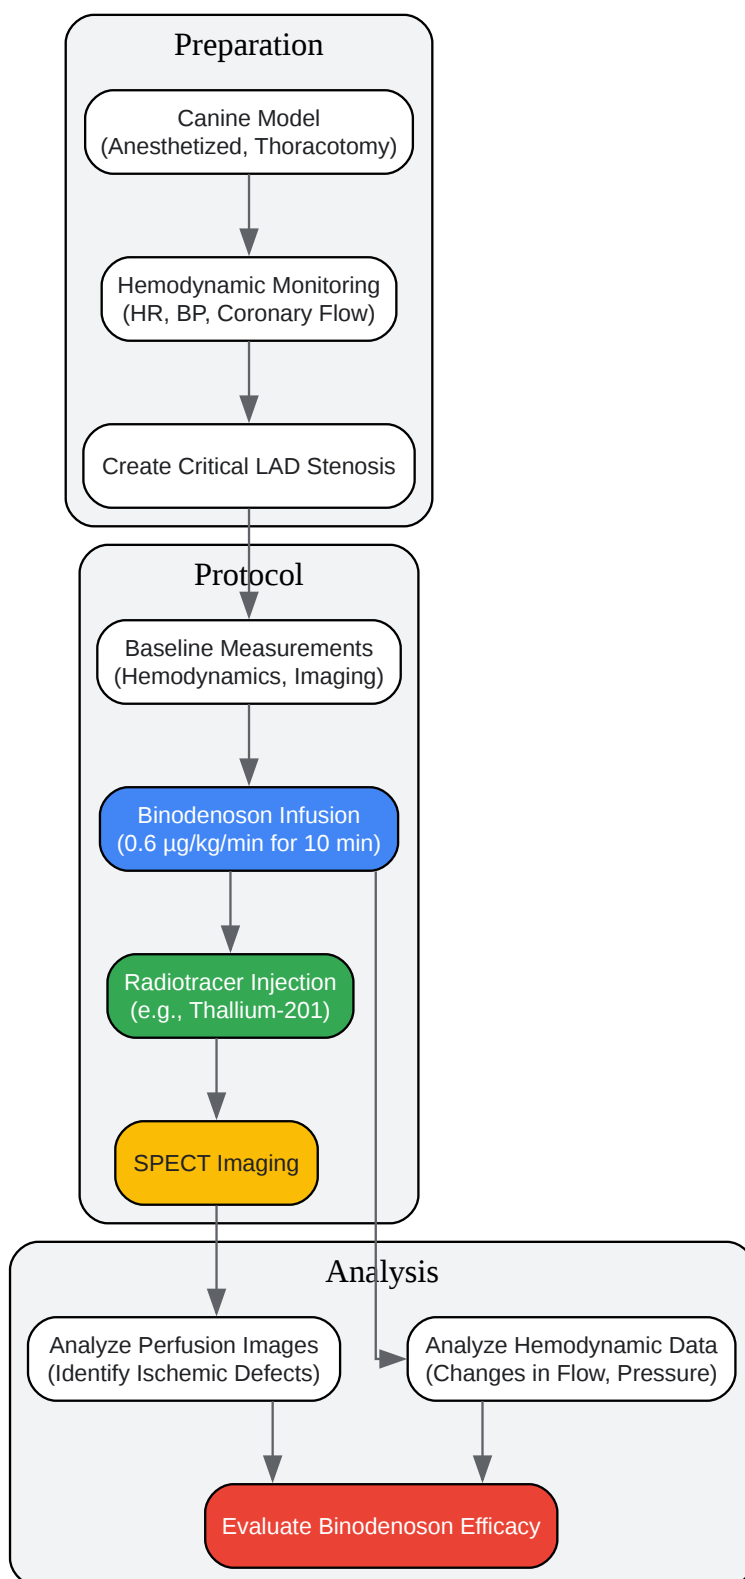 Preparation
Canine Model
(Anesthetized, Thoracotomy)
Hemodynamic Monitoring
(HR, BP, Coronary Flow)
Create Critical LAD Stenosis
Protocol
Baseline Measurements
(Hemodynamics, Imaging)
Binodenoson Infusion
(0.6 µg/kg/min for 10 min)
Radiotracer Injection
(e.g., Thallium-201)
SPECT Imaging
Analysis
Analyze Perfusion Images
(Identify Ischemic Defects)
Analyze Hemodynamic Data
(Changes in Flow, Pressure)
Evaluate Binodenoson Efficacy